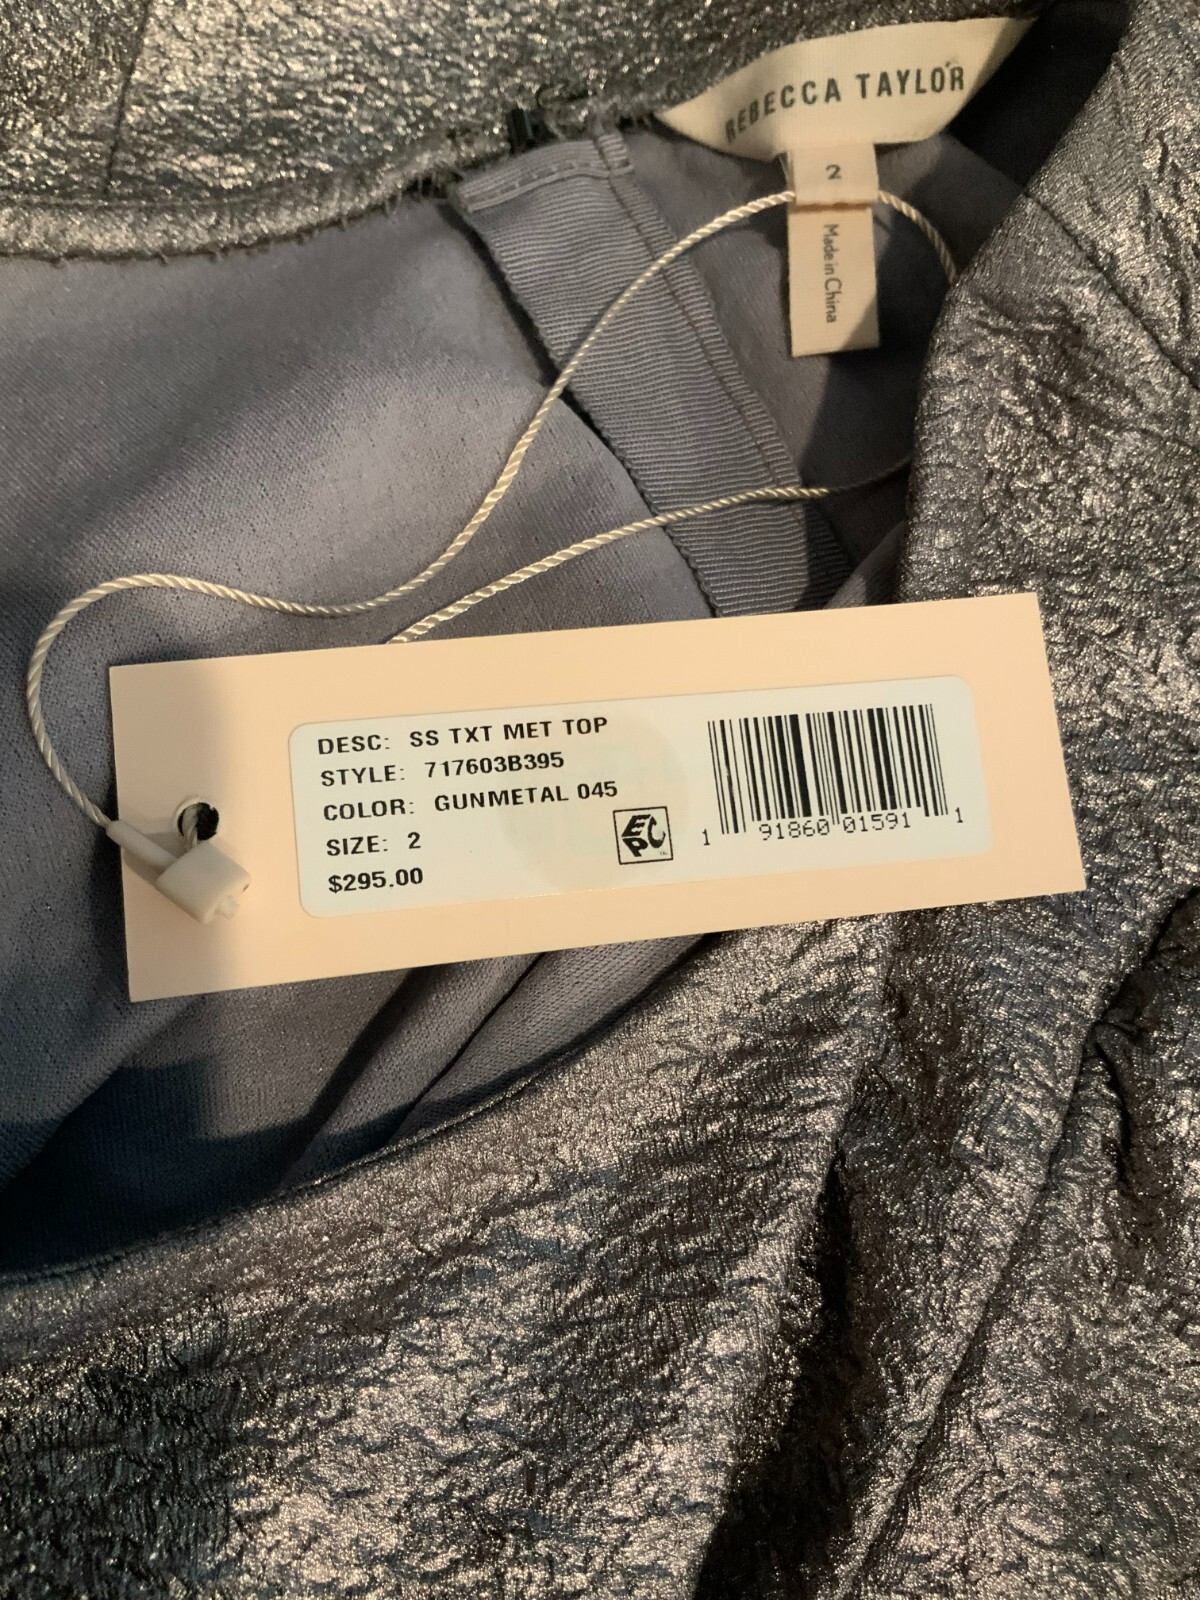 REBECCA TAYLOR
2
Made in China
DESC: SS TXT MET TOP
STYLE: 717603B395
COLOR: GUNMETAL 045
SIZE: 2
$295.00
EPC
1 91860 01591 1